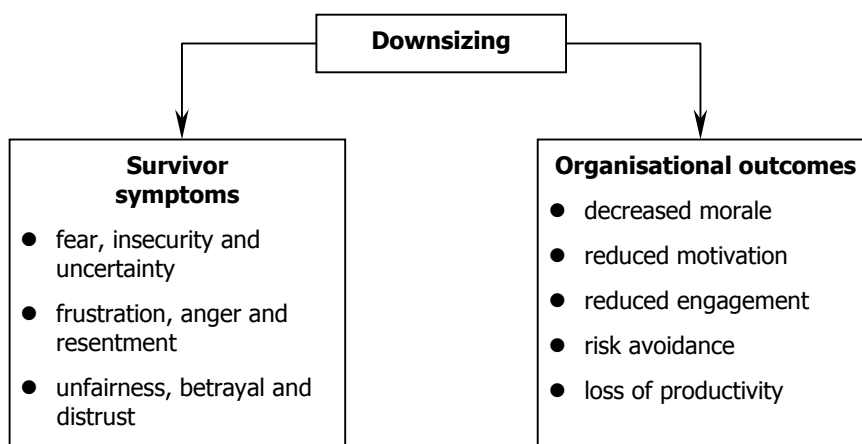 Downsizing
Survivor
symptoms
● fear, insecurity and
uncertainty
● frustration, anger and
resentment
● unfairness, betrayal and
distrust
Organisational outcomes
● decreased morale
● reduced motivation
● reduced engagement
● risk avoidance
● loss of productivity